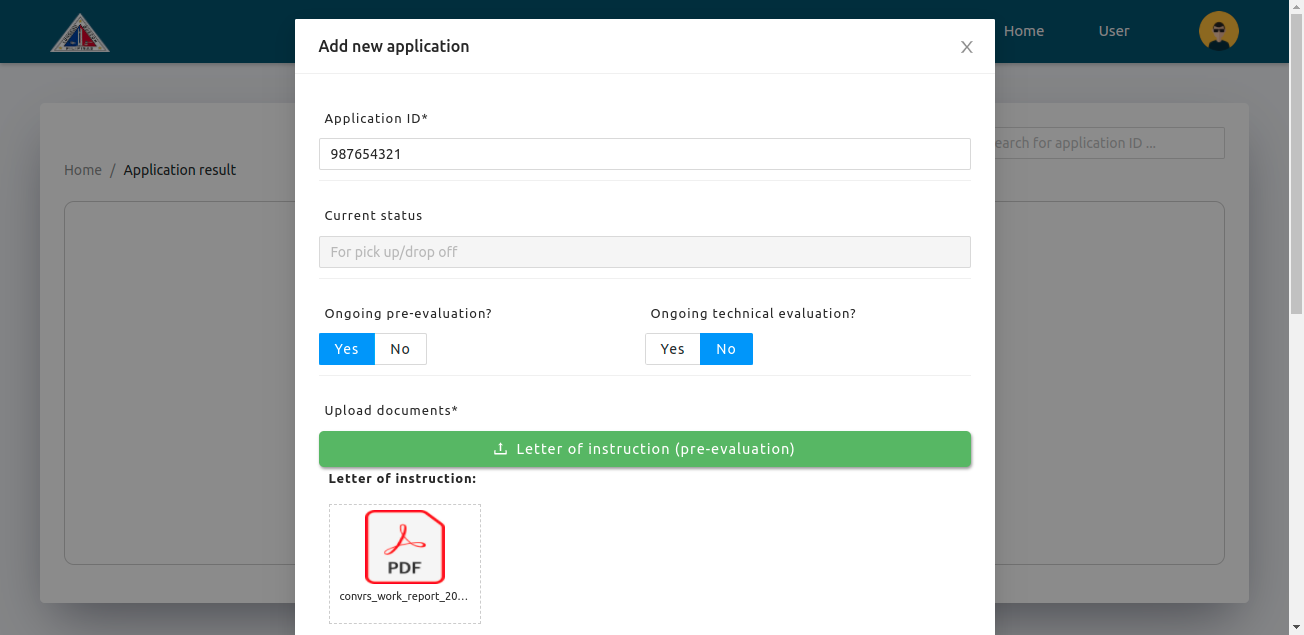 Add new application
Home
User
Application ID*
987654321
earch for application ID ...
Home / Application result
Current status
For pick up/drop off
Ongoing pre-evaluation?
Ongoing technical evaluation?
Yes No
Yes No
Upload documents*
Letter of instruction (pre-evaluation)
Letter of instruction:
PDF
convrs_work_report_20...